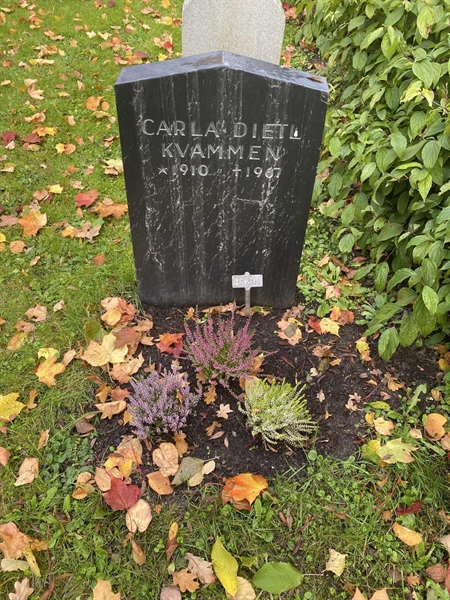 CARLA DIETL
KVAMMEN
*1910 †1967